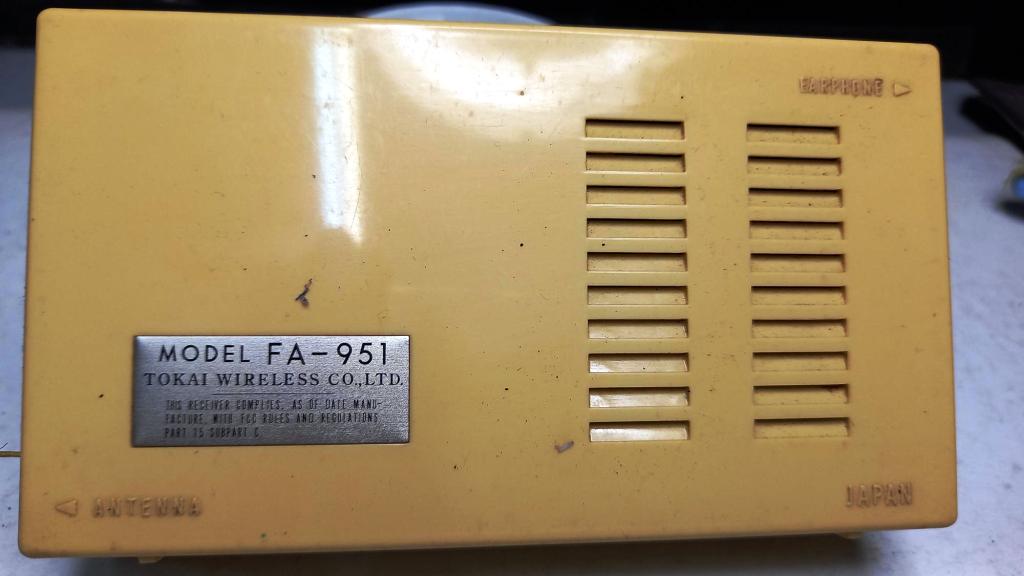 EARPHONE
MODEL FA-951
TOKAI WIRELESS CO.,LTD.
THIS RECEIVER COMPLIES, AS OF DATE MANU-
FACTURE, WITH FCC RULES AND REGULATIONS
PART 15 SUBPART C
ANTENNA
JAPAN